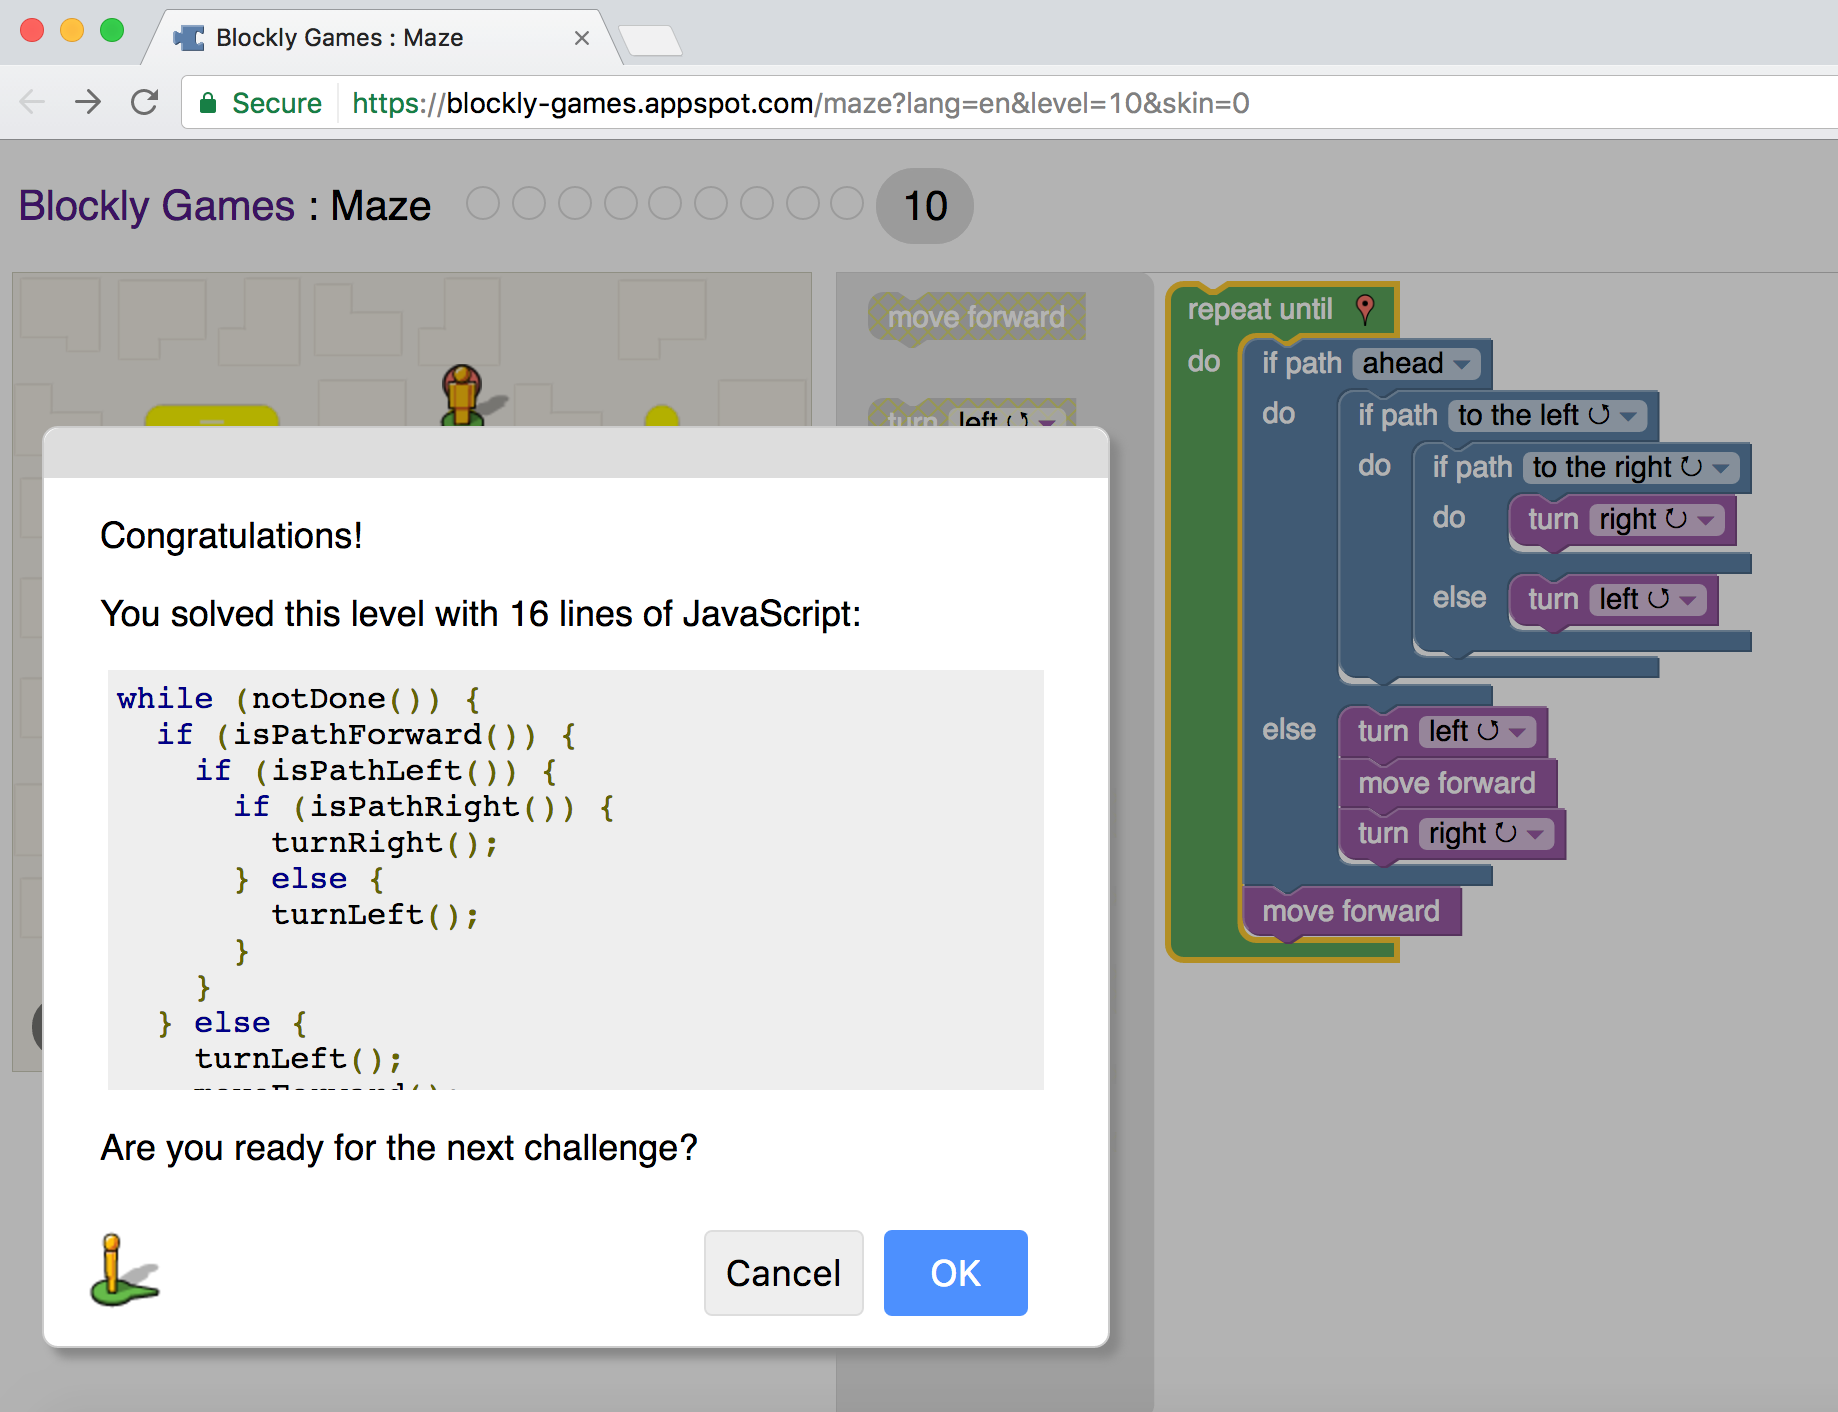 Blockly Games : Maze
Secure https://blockly-games.appspot.com/maze?lang=en&level=10&skin=0
Blockly Games : Maze 10
move forward
turn left
Congratulations!
You solved this level with 16 lines of JavaScript:
while (notDone()) {
if (isPathForward()) {
if (isPathLeft()) {
if (isPathRight()) {
turnRight();
} else {
turnLeft();
}
}
} else {
turnLeft();
moveForward();
Are you ready for the next challenge?
Cancel OK
repeat until
do if path ahead
do if path to the left
do if path to the right
do turn right
else turn left
else turn left
move forward
turn right
move forward